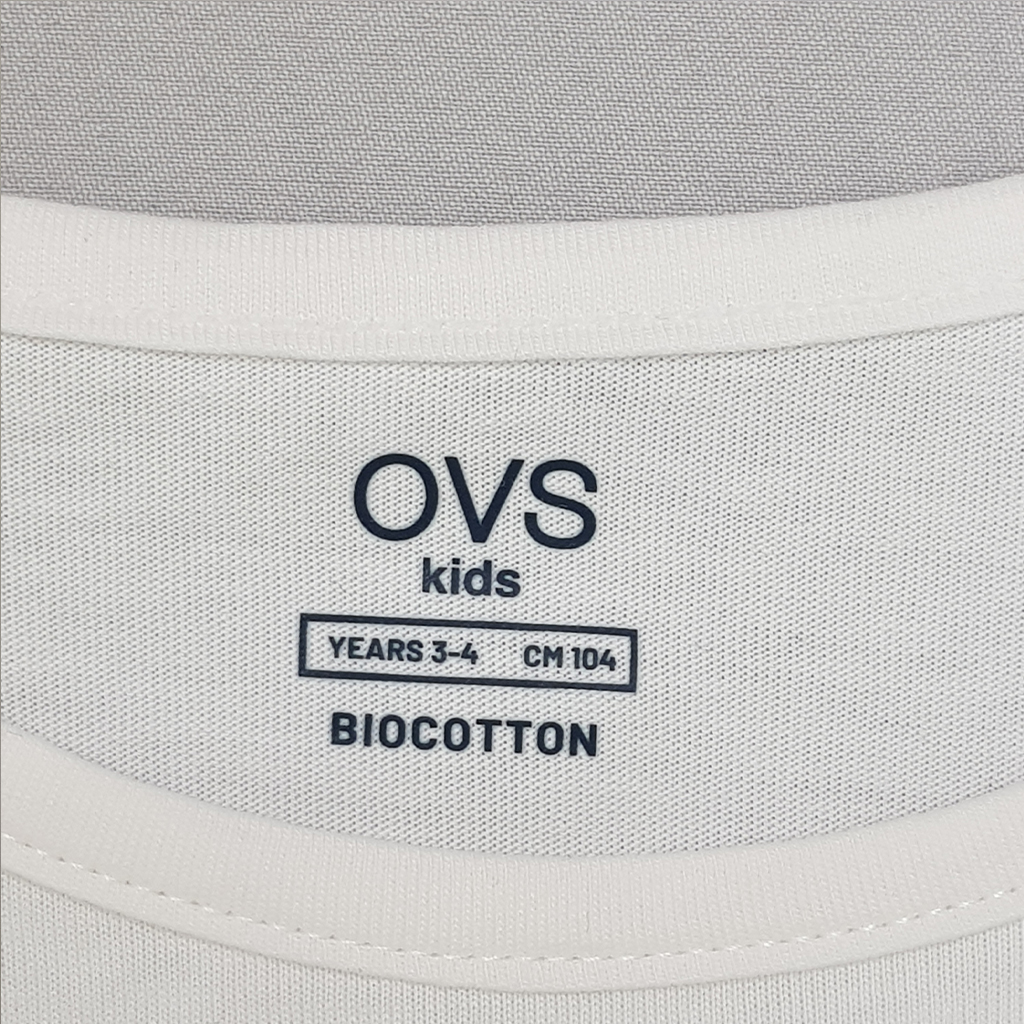 OVS
kids
YEARS 3-4 CM 104
BIOCOTTON